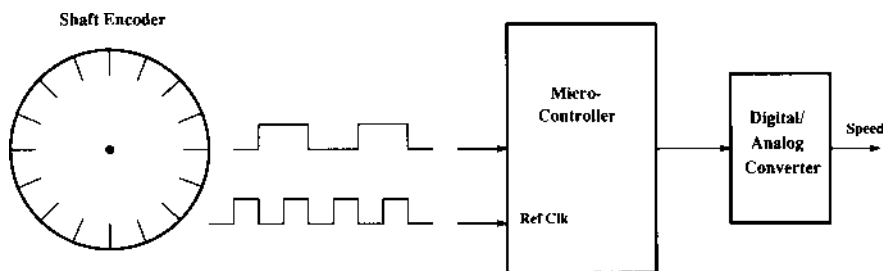 Shaft Encoder
Micro-
Controller
Ref Clk
Digital/
Analog
Converter
Speed